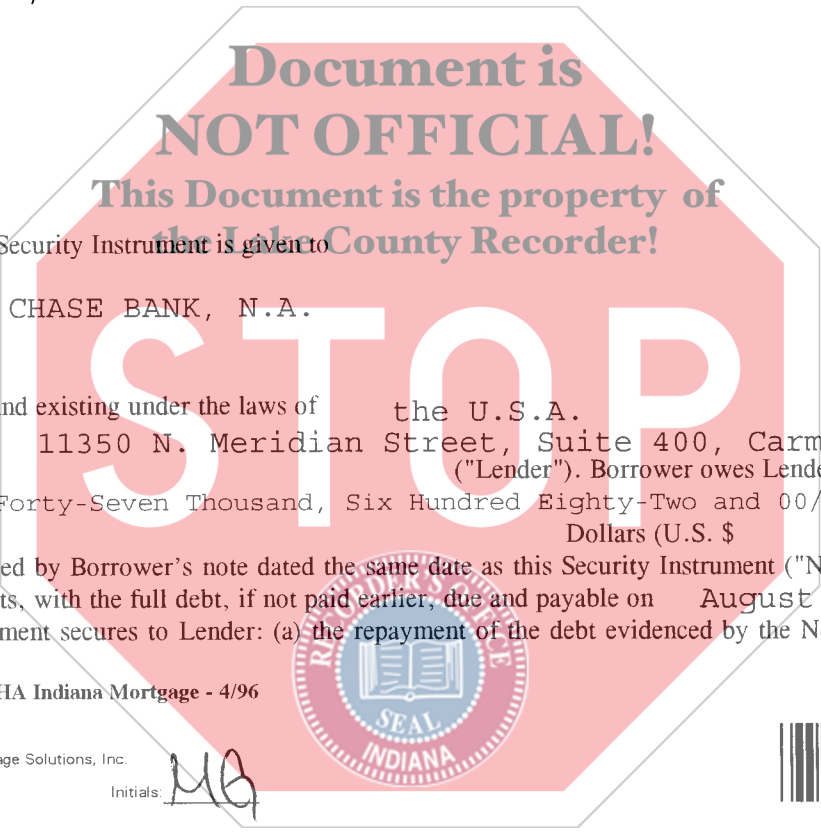 Document is
NOT OFFICIAL!
This Document is the property of
the Lake County Recorder!
Security Instrument is given to
CHASE BANK, N.A.
STOP
nd existing under the laws of the U.S.A.
11350 N. Meridian Street, Suite 400, Carm
("Lender"). Borrower owes Lende
Forty-Seven Thousand, Six Hundred Eighty-Two and 00/
Dollars (U.S. $
ed by Borrower's note dated the same date as this Security Instrument ("N
ts, with the full debt, if not paid earlier, due and payable on August
ment secures to Lender: (a) the repayment of the debt evidenced by the N
RECORDER'S OFFICE
SEAL
INDIANA
HA Indiana Mortgage - 4/96
age Solutions, Inc.
Initials: